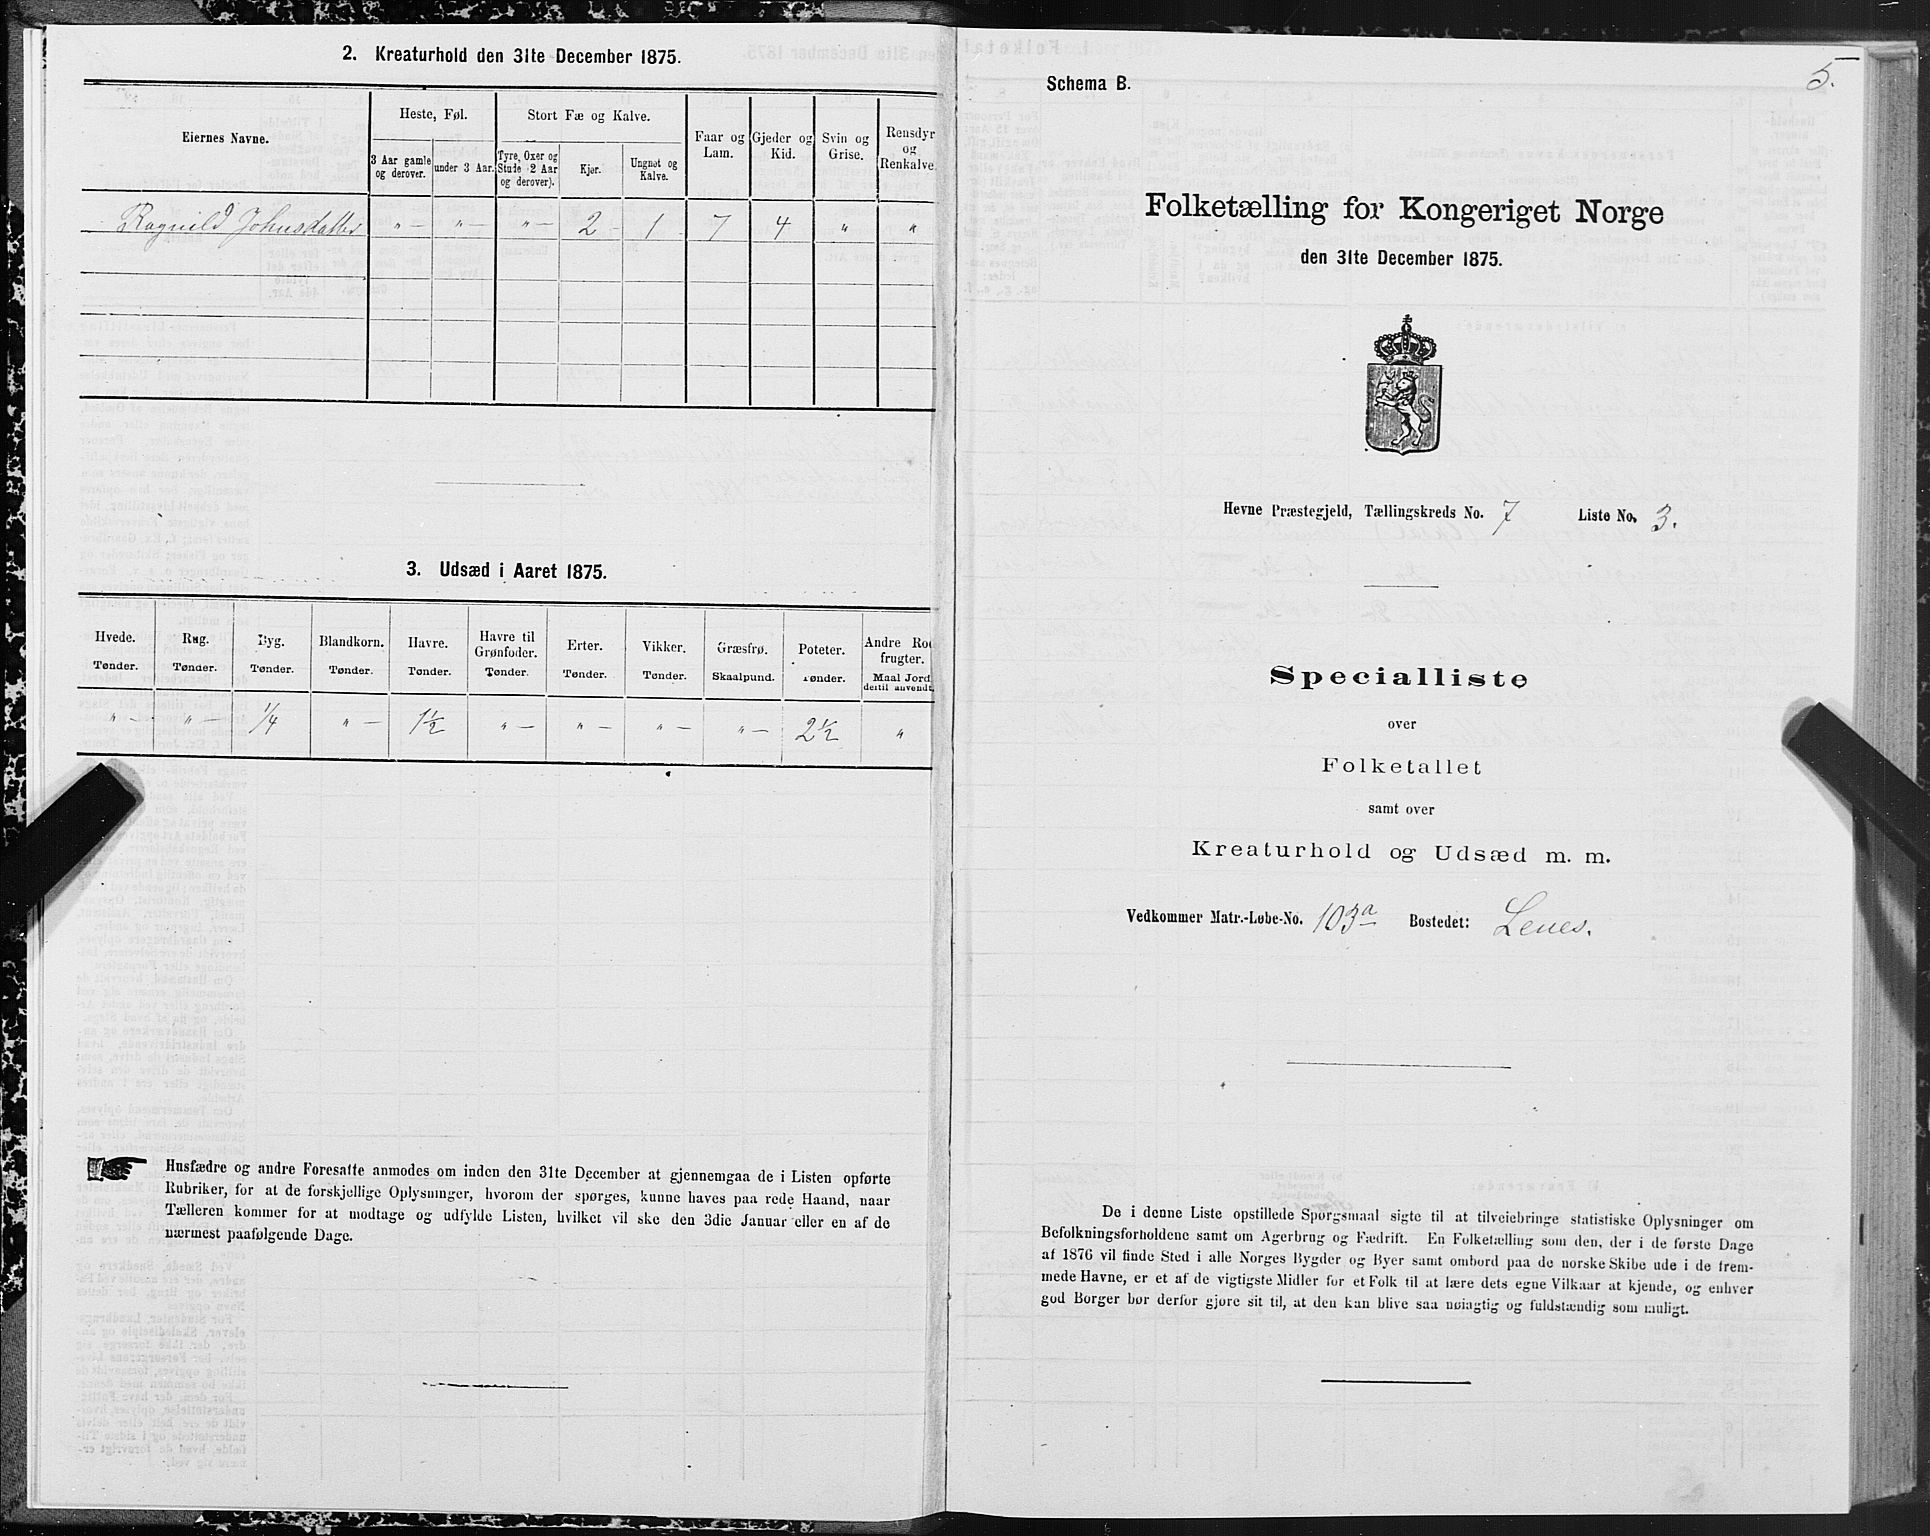 2. Kreaturhold den 31te December 1875.
Eiernes Navne.
Heste, Føl.
3 Aar gamle og derover.
under 3 Aar.
Stort Fæ og Kalve.
Tyre, Oxer og Stude (2 Aar og derover).
Kjør.
Ungnøt og Kalve.
Faar og Lam.
Gjeder og Kid.
Svin og Grise.
Rensdyr og Renkalve.
Ragnild Johnsdatter " — " — " — 2 - 1 7 4 " "
3. Udsæd i Aaret 1875.
Hvede. Tønder.
Rug. Tønder.
Byg. Tønder.
Blandkorn. Tønder.
Havre. Tønder.
Havre til Grønfoder. Tønder.
Erter. Tønder.
Vikker. Tønder.
Græsfrø. Skaalpund.
Poteter. Tønder.
Andre Rod frugter. Maal Jord dertil anvendt.
" — " — 1/4 " — 1 1/2 " — " — " — " — 2 1/2 "
Husfædre og andre Foresatte anmodes om inden den 31te December at gjennemgaa de i Listen opførte
Rubriker, for at de forskjellige Oplysninger, hvorom der spørges, kunne haves paa rede Haand, naar
Tælleren kommer for at modtage og udfylde Listen, hvilket vil ske den 3die Januar eller en af de
nærmest paafølgende Dage.
5.
Schema B.
Folketælling for Kongeriget Norge
den 31te December 1875.
Hevne Præstegjeld, Tællingskreds No. 7 Liste No. 3.
Specialliste
over
Folketallet
samt over
Kreaturhold og Udsæd m. m.
Vedkommer Matr.-Løbe-No. 103a Bostedet: Lenes.
De i denne Liste opstillede Spørgsmaal sigte til at tilveiebringe statistiske Oplysninger om
Befolkningsforholdene samt om Agerbrug og Fædrift. En Folketælling som den, der i de første Dage
af 1876 vil finde Sted i alle Norges Bygder og Byer samt ombord paa de norske Skibe ude i de frem-
mede Havne, er et af de vigtigste Midler for et Folk til at lære dets egne Vilkaar at kjende, og enhver
god Borger bør derfor gjøre sit til, at den kan blive saa nøiagtig og fuldstændig som muligt.